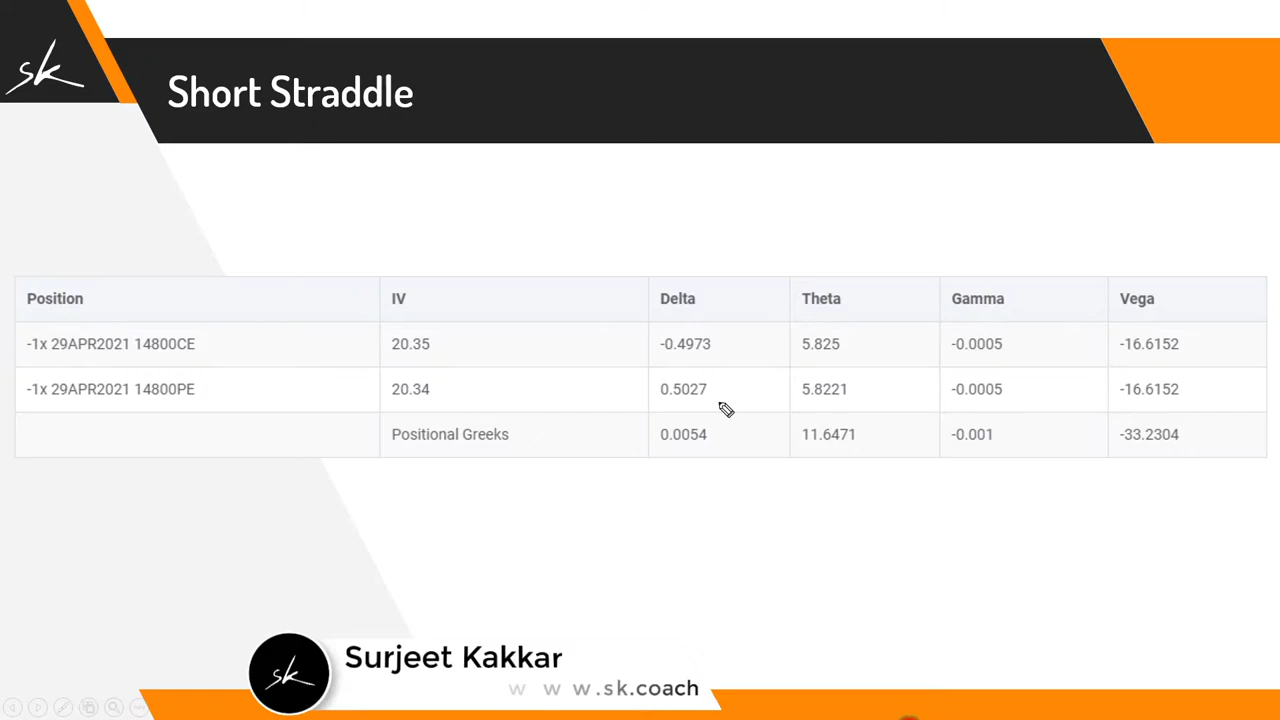 sk
Short Straddle
Position IV Delta Theta Gamma Vega
-1x 29APR2021 14800CE 20.35 -0.4973 5.825 -0.0005 -16.6152
-1x 29APR2021 14800PE 20.34 0.5027 5.8221 -0.0005 -16.6152
Positional Greeks 0.0054 11.6471 -0.001 -33.2304
sk
Surjeet Kakkar
www.sk.coach